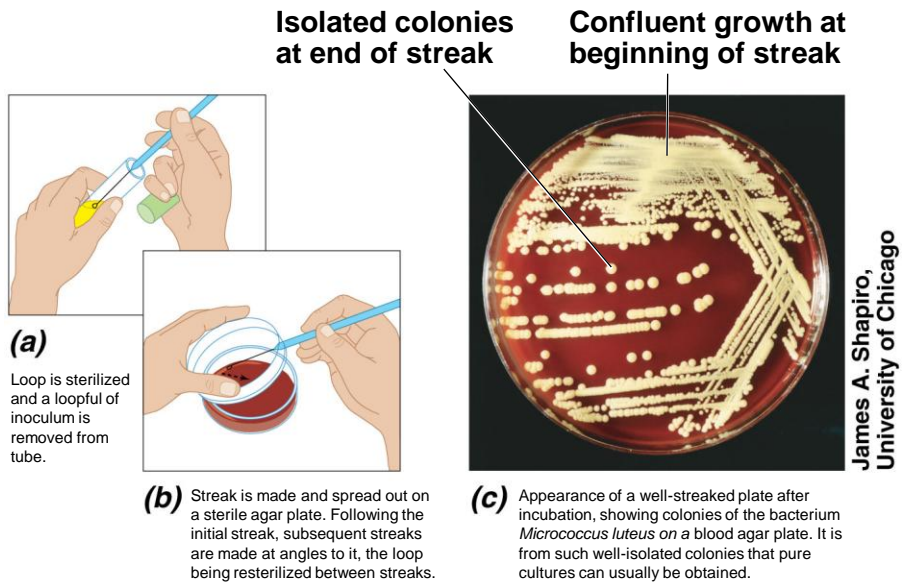 Isolated colonies
at end of streak
Confluent growth at
beginning of streak
(a)
Loop is sterilized
and a loopful of
inoculum is
removed from
tube.
(b) Streak is made and spread out on
a sterile agar plate. Following the
initial streak, subsequent streaks
are made at angles to it, the loop
being resterilized between streaks.
(c) Appearance of a well-streaked plate after
incubation, showing colonies of the bacterium
Micrococcus luteus on a blood agar plate. It is
from such well-isolated colonies that pure
cultures can usually be obtained.
James A. Shapiro,
University of Chicago